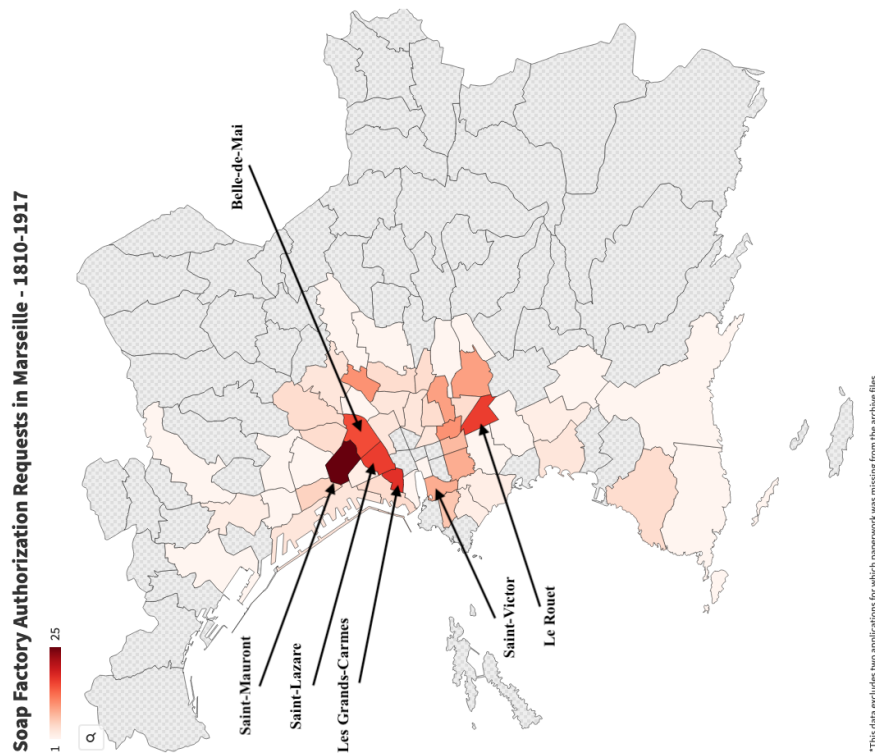 Soap Factory Authorization Requests in Marseille - 1810-1917
1 25
Belle-de-Mai
Saint-Mauront
Saint-Lazare
Les Grands-Carmes
Saint-Victor
Le Rouet
*This data excludes two applications for which paperwork was missing from the archive files